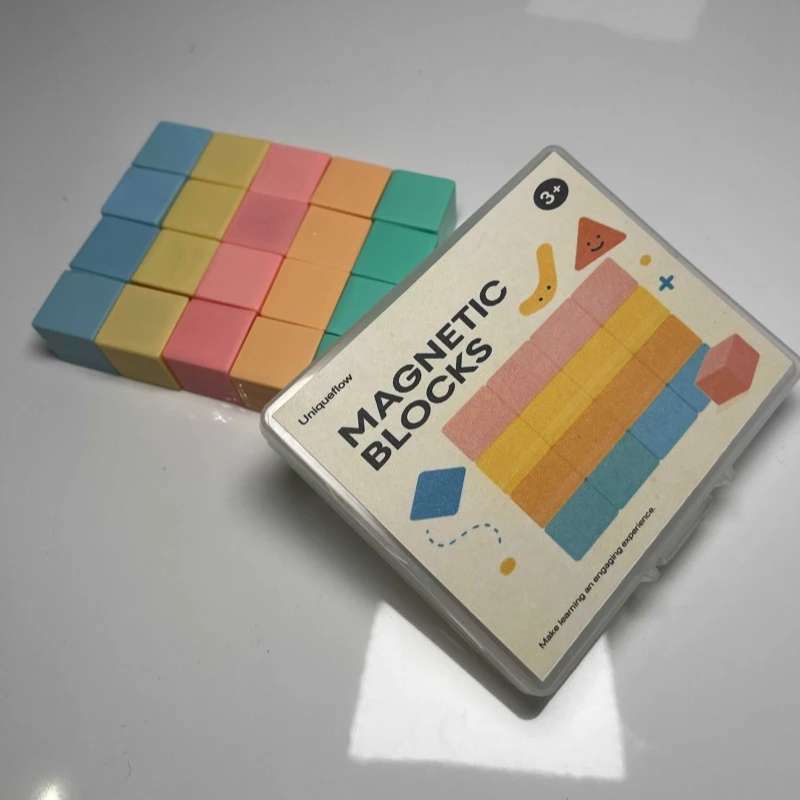 3+
Uniqueflow
MAGNETIC
BLOCKS
Make learning an engaging experience.